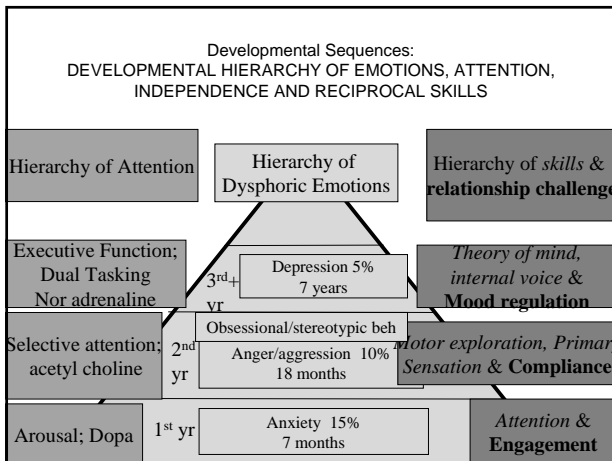 Developmental Sequences:
DEVELOPMENTAL HIERARCHY OF EMOTIONS, ATTENTION,
INDEPENDENCE AND RECIPROCAL SKILLS
Hierarchy of Attention
Hierarchy of
Dysphoric Emotions
Hierarchy of skills &
relationship challenge
Executive Function;
Dual Tasking
Nor adrenaline
3rd+
yr
Depression 5%
7 years
Theory of mind,
internal voice &
Mood regulation
Obsessional/stereotypic beh
Selective attention;
acetyl choline
2nd
yr
Anger/aggression 10%
18 months
Motor exploration, Primar
Sensation & Compliance
Arousal; Dopa
1st yr
Anxiety 15%
7 months
Attention &
Engagement